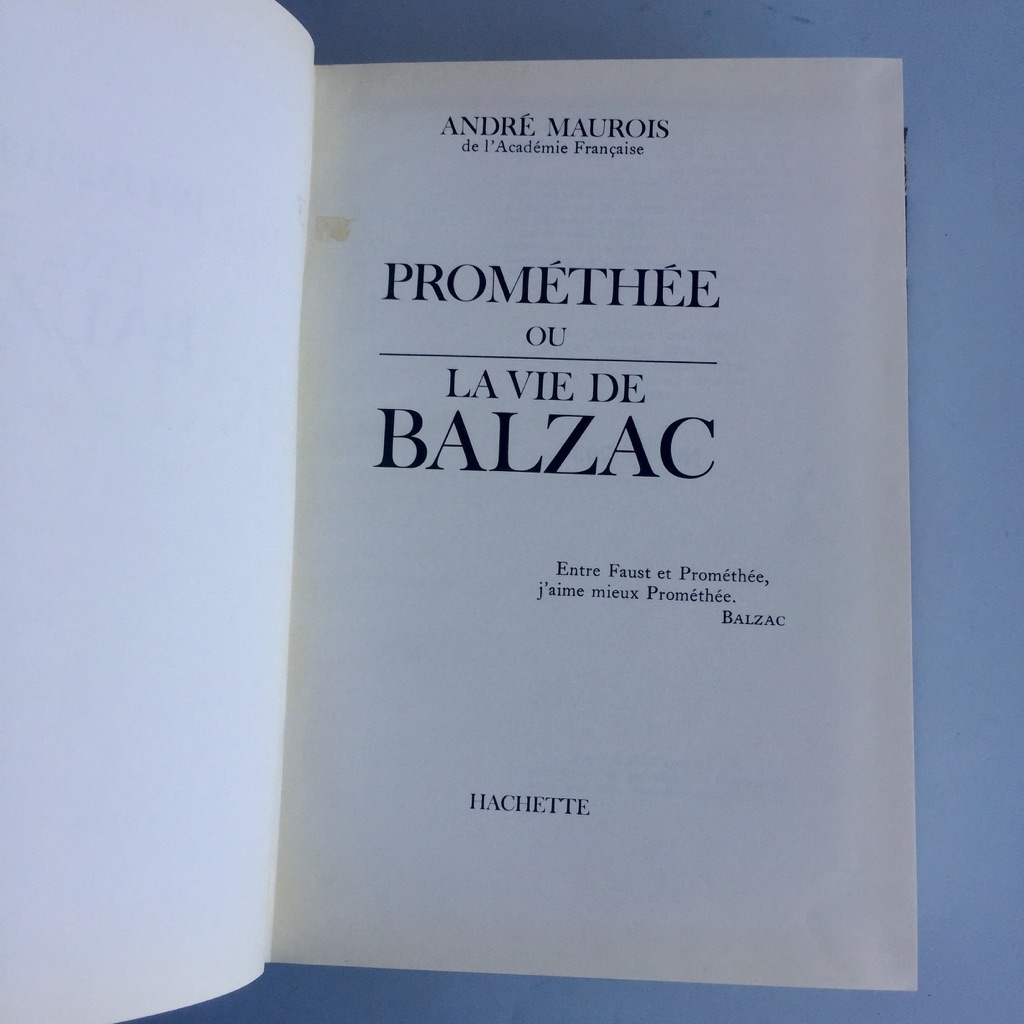 ANDRÉ MAUROIS
de l'Académie Française
PROMÉTHÉE
OU
LA VIE DE
BALZAC
Entre Faust et Prométhée,
j'aime mieux Prométhée.
BALZAC
HACHETTE